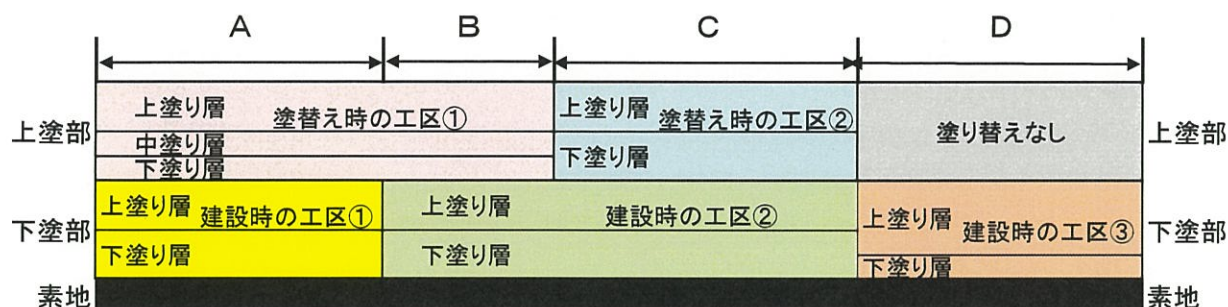 A B C D
上塗部 上塗り層 塗替え時の工区① 上塗り層 塗替え時の工区② 塗り替えなし 上塗部
中塗り層
下塗り層 下塗り層
下塗部 上塗り層 建設時の工区① 上塗り層 建設時の工区② 上塗り層 建設時の工区③ 下塗部
下塗り層 下塗り層 下塗り層
素地 素地